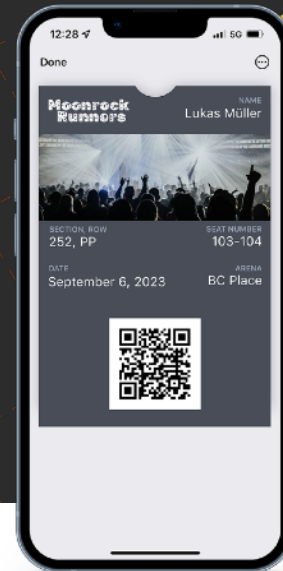 12:28
5G
Done
Moonrock
Runners
NAME
Lukas Müller
SECTION, ROW
252, PP
SEAT NUMBER
103-104
DATE
September 6, 2023
ARENA
BC Place